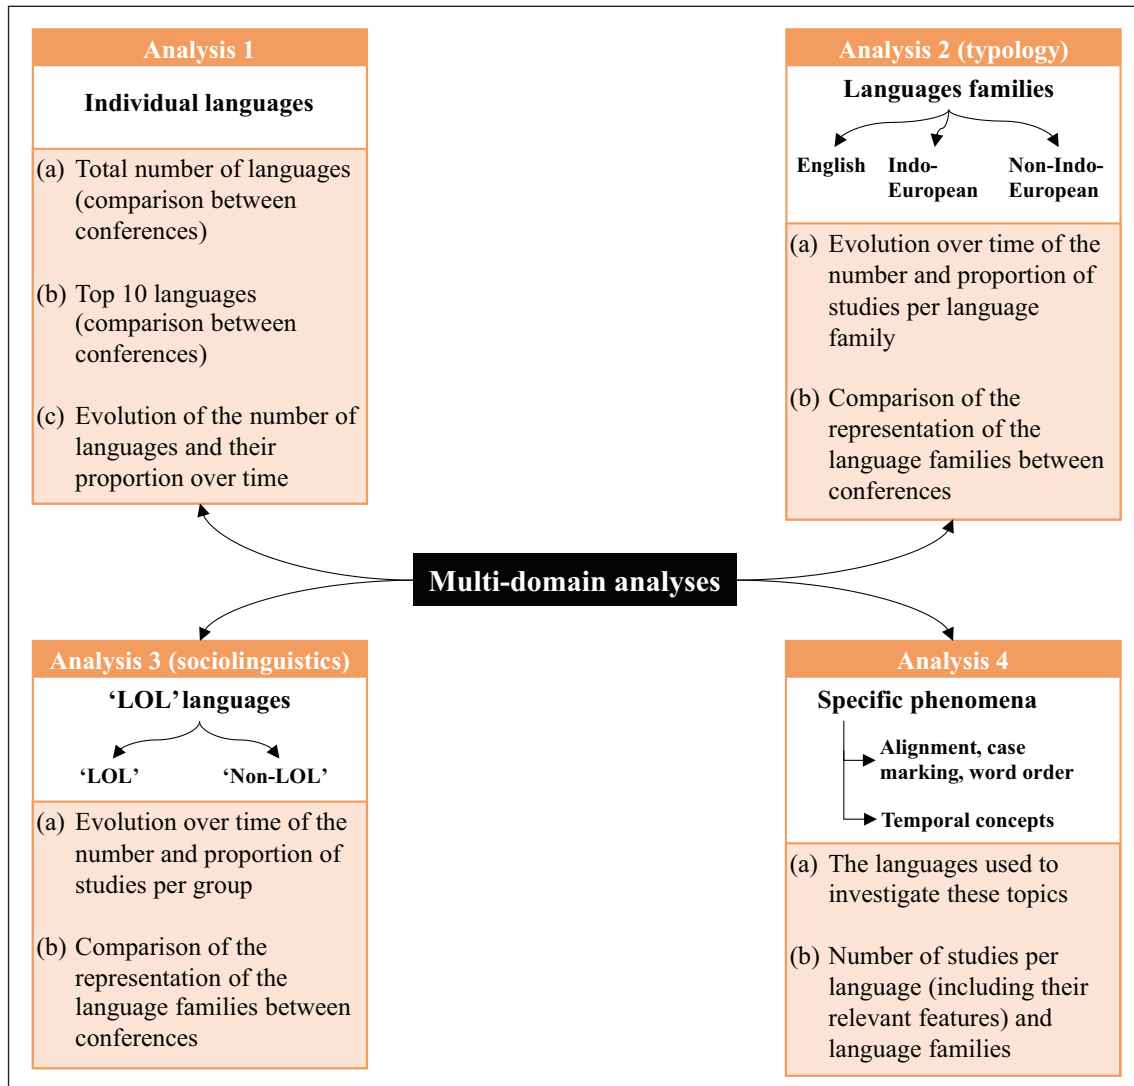 Analysis 1
Individual languages
(a) Total number of languages
(comparison between
conferences)
(b) Top 10 languages
(comparison between
conferences)
(c) Evolution of the number of
languages and their
proportion over time
Analysis 2 (typology)
Languages families
English
Indo-
European
Non-Indo-
European
(a) Evolution over time of the
number and proportion of
studies per language
family
(b) Comparison of the
representation of the
language families between
conferences
Multi-domain analyses
Analysis 3 (sociolinguistics)
‘LOL’ languages
‘LOL’
‘Non-LOL’
(a) Evolution over time of the
number and proportion of
studies per group
(b) Comparison of the
representation of the
language families between
conferences
Analysis 4
Specific phenomena
Alignment, case
marking, word order
Temporal concepts
(a) The languages used to
investigate these topics
(b) Number of studies per
language (including their
relevant features) and
language families